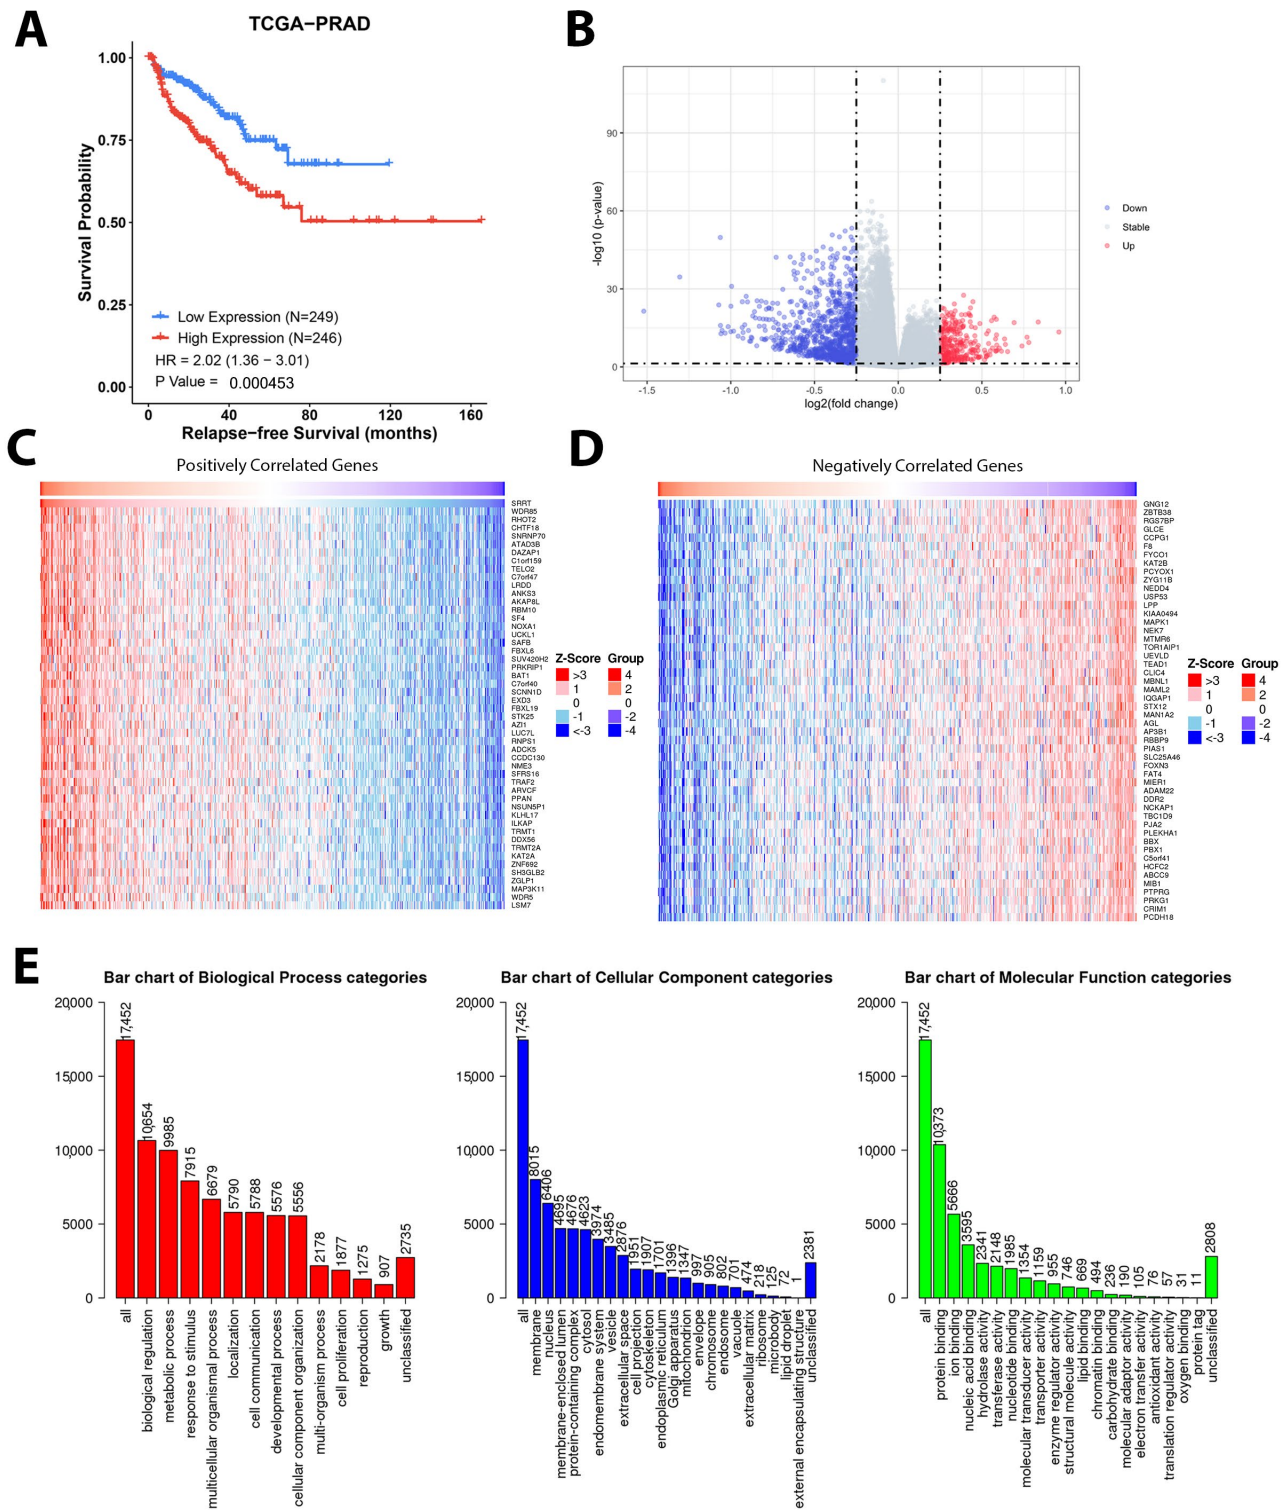 A
TCGA−PRAD
Survival Probability
1.00
0.75
0.50
0.25
0.00
Low Expression (N=249)
High Expression (N=246)
HR = 2.02 (1.36 − 3.01)
P Value = 0.000453
0 40 80 120 160
Relapse−free Survival (months)
B
-log10 (p-value)
90
60
30
0
-1.5 -1.0 -0.5 0.0 0.5 1.0
log2(fold change)
Down
Stable
Up
C
Positively Correlated Genes
SRRT
WDR85
RHOT2
CHTF18
SNRNP70
ATAD3B
DAZAP1
C1orf159
TELO2
C7orf47
LRDD
ANKS3
AKAP8L
RBM10
SF4
NOXA1
UCKL1
SAFB
FBXL6
SUV420H2
PRKRIP1
BAT1
C7orf40
SCNN1D
EXD3
FBXL19
STK25
AZI1
LUC7L
RNPS1
ADCK5
CCDC130
NME3
SFRS16
TRAF2
ARVCF
PPAN
NSUN5P1
KLHL17
ILKAP
TRMT1
DDX56
TRMT2A
KAT2A
ZNF692
SH3GLB2
ZGLP1
MAP3K11
WDR5
LSM7
Z-Score Group
>3 4
1 2
0 0
-1 -2
<-3 -4
D
Negatively Correlated Genes
GNG12
ZBTB38
RGS7BP
GLCE
CCPG1
F8
FYCO1
KAT2B
PCYOX1
ZYG11B
NEDD4
USP53
LPP
KIAA0494
MAPK1
NEK7
MTMR6
TOR1AIP1
UEVLD
TEAD1
CLIC4
MBNL1
MAML2
IQGAP1
STX12
MAN1A2
AGL
AP3B1
RBBP9
PIAS1
SLC25A46
FOXN3
FAT4
MIER1
ADAM22
DDR2
NCKAP1
TBC1D9
PJA2
PLEKHA1
BBX
PBX1
C5orf41
HCFC2
ABCC9
MIB1
PTPRG
PRKG1
CRIM1
PCDH18
Z-Score Group
>3 4
1 2
0 0
-1 -2
<-3 -4
E
Bar chart of Biological Process categories
20,000
15,000
10,000
5000
0
17,452
10,654
9985
7915
6679
5790
5788
5576
5556
2178
1877
1275
907
2735
all
biological regulation
metabolic process
response to stimulus
multicellular organismal process
localization
cell communication
developmental process
cellular component organization
multi-organism process
cell proliferation
reproduction
growth
unclassified
Bar chart of Cellular Component categories
20,000
15,000
10,000
5000
0
17,452
8015
6406
4695
4676
4623
3974
3485
2876
1951
1907
1701
1396
1347
997
905
802
701
474
218
125
72
1
2381
all
membrane
nucleus
membrane-enclosed lumen
protein-containing complex
cytosol
endomembrane system
vesicle
extracellular space
cell projection
cytoskeleton
endoplasmic reticulum
Golgi apparatus
mitochondrion
envelope
chromosome
endosome
vacuole
extracellular matrix
ribosome
microbody
lipid droplet
external encapsulating structure
unclassified
Bar chart of Molecular Function categories
20,000
15,000
10,000
5000
0
17,452
10,373
5666
3595
2341
2148
1985
1354
1159
955
746
669
494
236
190
105
76
57
31
11
2808
all
protein binding
ion binding
nucleic acid binding
hydrolase activity
transferase activity
nucleotide binding
molecular transducer activity
transporter activity
enzyme regulator activity
structural molecule activity
lipid binding
chromatin binding
carbohydrate binding
molecular adaptor activity
electron transfer activity
antioxidant activity
translation regulator activity
oxygen binding
protein tag
unclassified